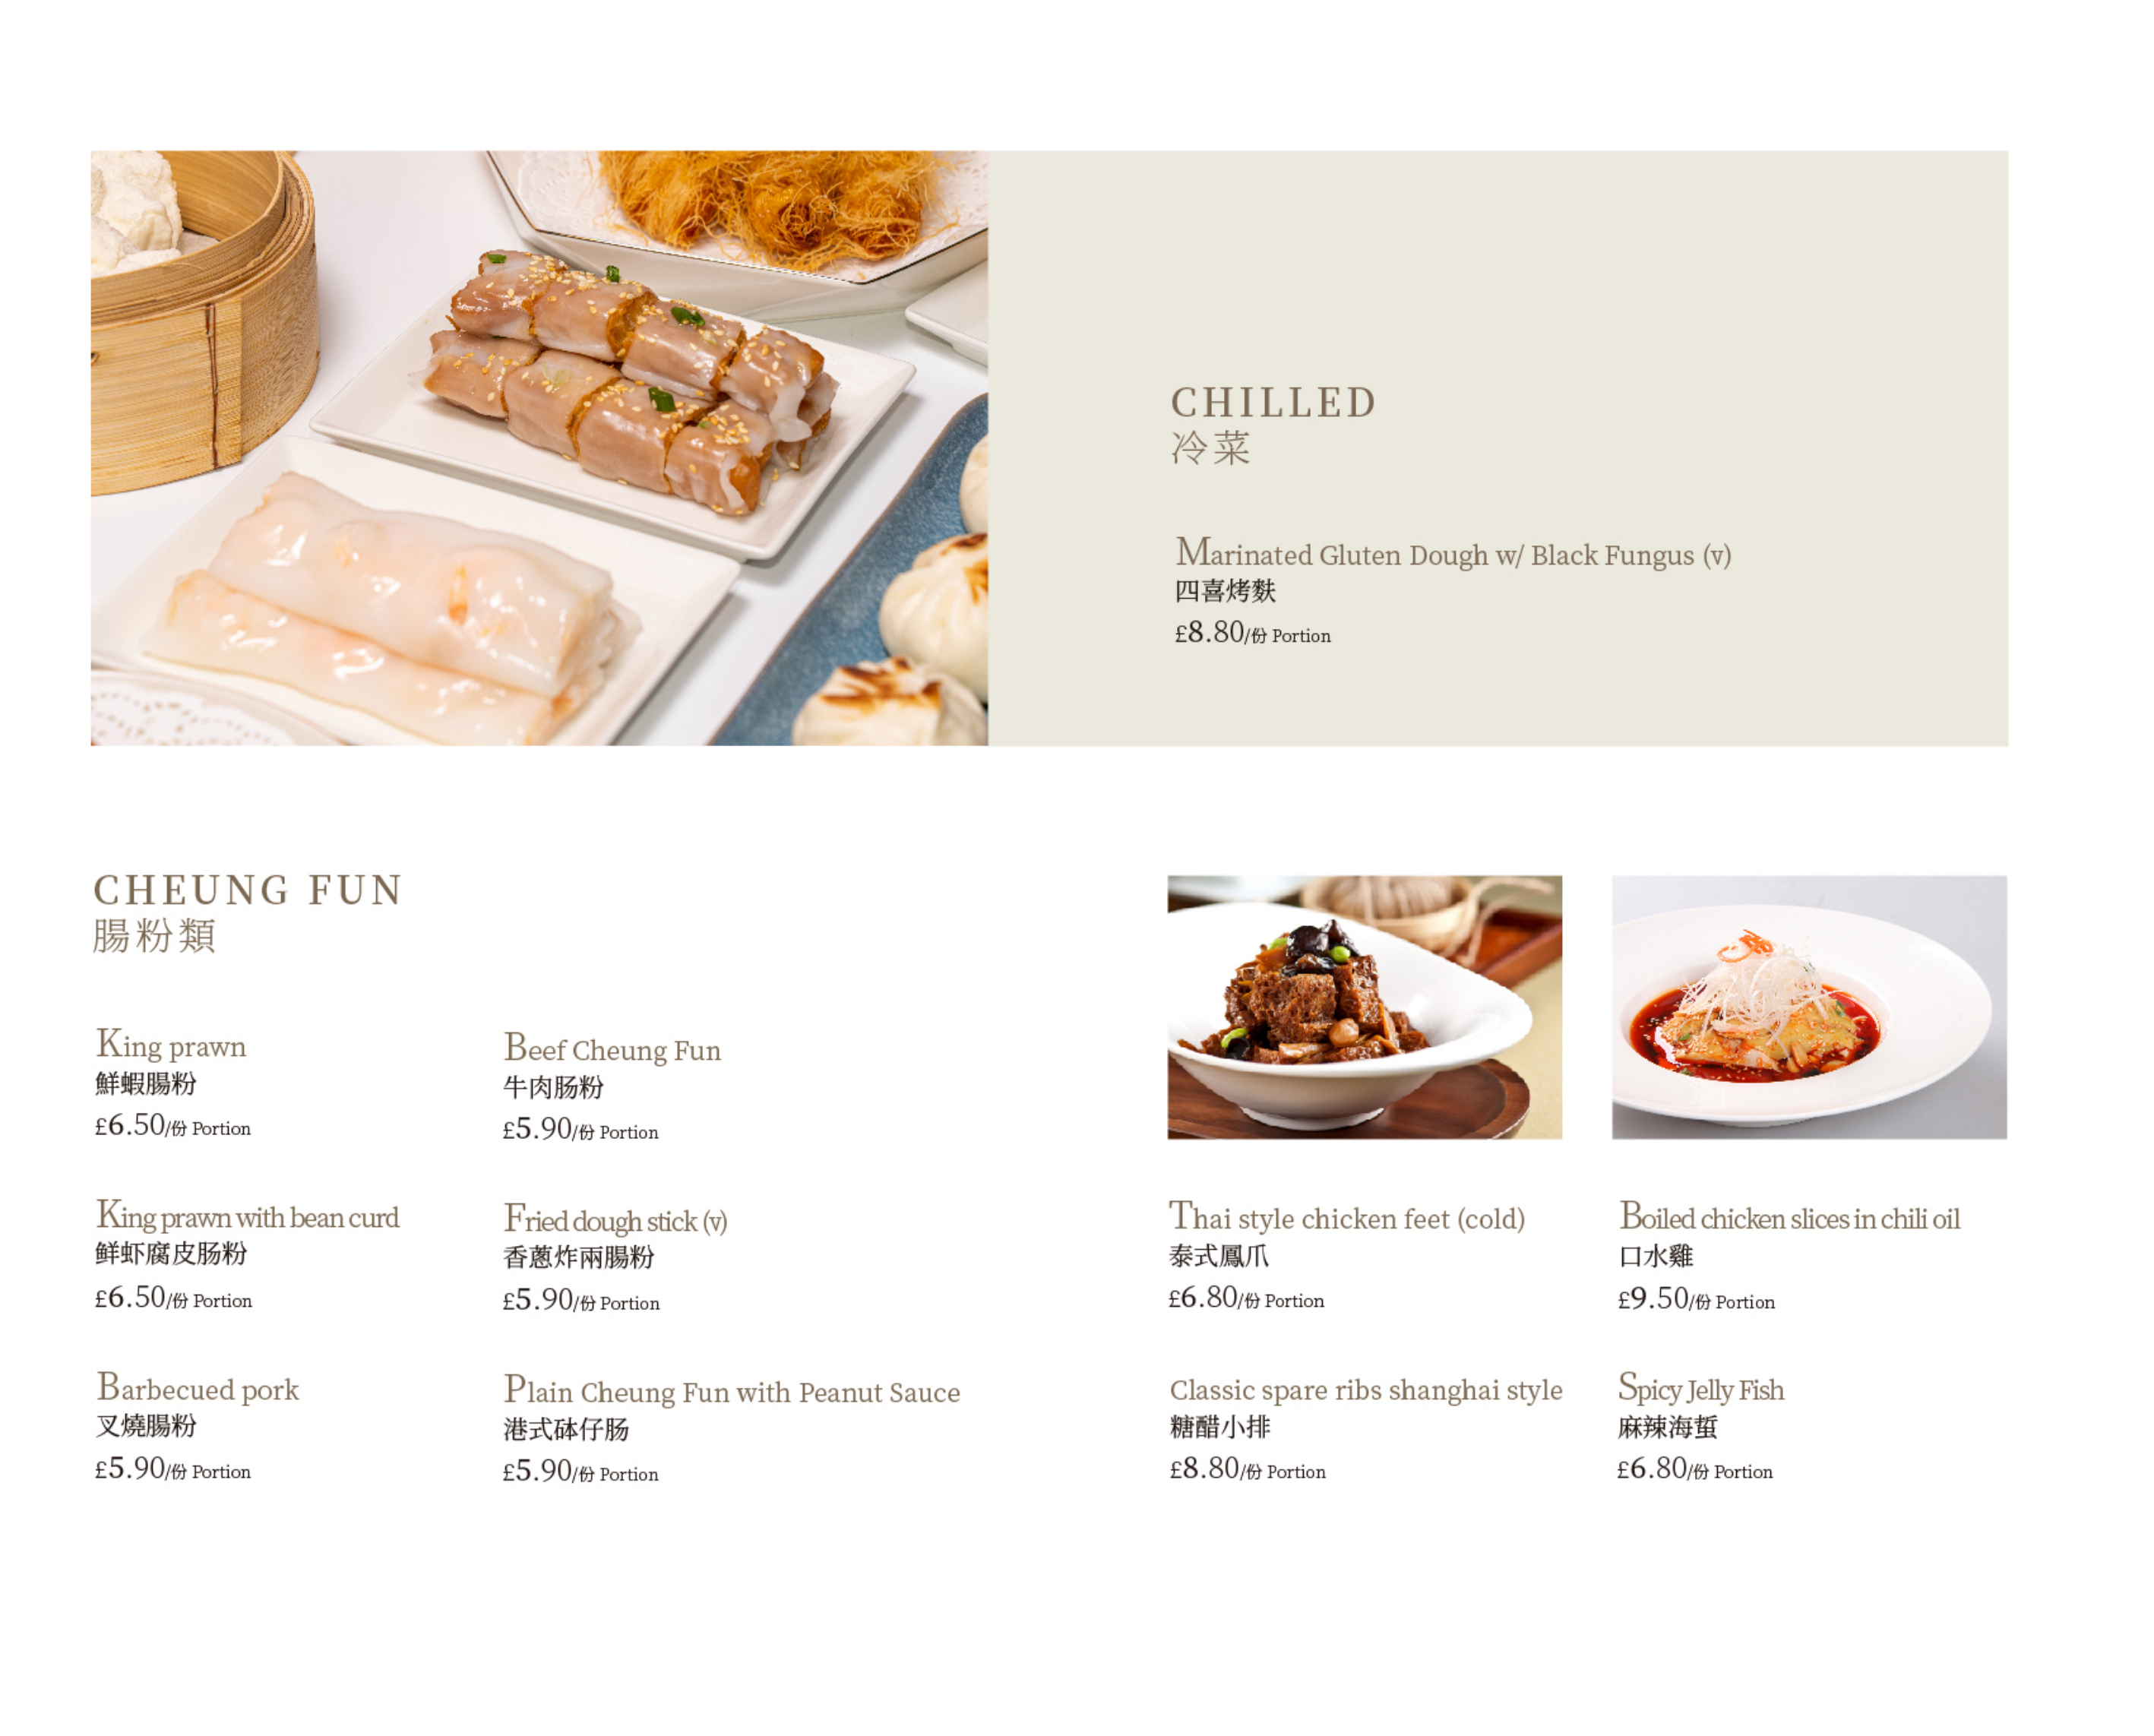 CHILLED
冷菜
Marinated Gluten Dough w/ Black Fungus (v)
四喜烤麩
£8.80/份 Portion
CHEUNG FUN
腸粉類
King prawn
鮮蝦腸粉
£6.50/份 Portion
King prawn with bean curd
鲜虾腐皮肠粉
£6.50/份 Portion
Barbecued pork
叉燒腸粉
£5.90/份 Portion
Beef Cheung Fun
牛肉肠粉
£5.90/份 Portion
Fried dough stick (v)
香蔥炸兩腸粉
£5.90/份 Portion
Plain Cheung Fun with Peanut Sauce
港式砵仔肠
£5.90/份 Portion
Thai style chicken feet (cold)
泰式鳳爪
£6.80/份 Portion
Classic spare ribs shanghai style
糖醋小排
£8.80/份 Portion
Boiled chicken slices in chili oil
口水雞
£9.50/份 Portion
Spicy Jelly Fish
麻辣海蜇
£6.80/份 Portion